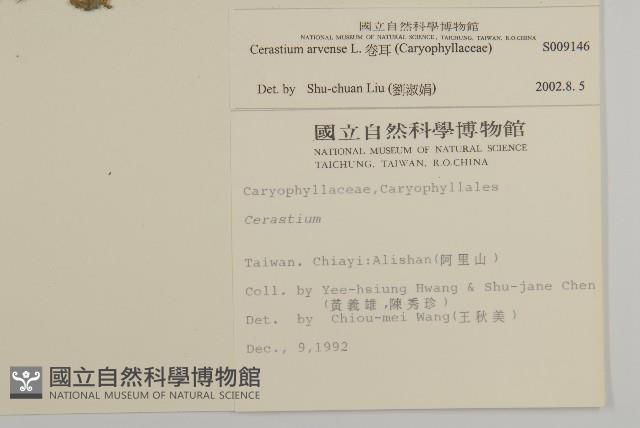 國立自然科學博物館
NATIONAL MUSEUM OF NATURAL SCIENCE, TAICHUNG, TAIWAN, R.O.CHINA
Cerastium arvense L. 卷耳 (Caryophyllaceae) S009146
Det. by Shu-chuan Liu (劉淑娟) 2002.8. 5
國立自然科學博物館
NATIONAL MUSEUM OF NATURAL SCIENCE
TAICHUNG, TAIWAN, R.O.CHINA
Caryophyllaceae,Caryophyllales
Cerastium
Taiwan. Chiayi:Alishan(阿里山)
Coll. by Yee-hsiung Hwang & Shu-jane Chen
(黃義雄,陳秀珍)
Det. by Chiou-mei Wang(王秋美)
Dec., 9,1992
國立自然科學博物館
NATIONAL MUSEUM OF NATURAL SCIENCE